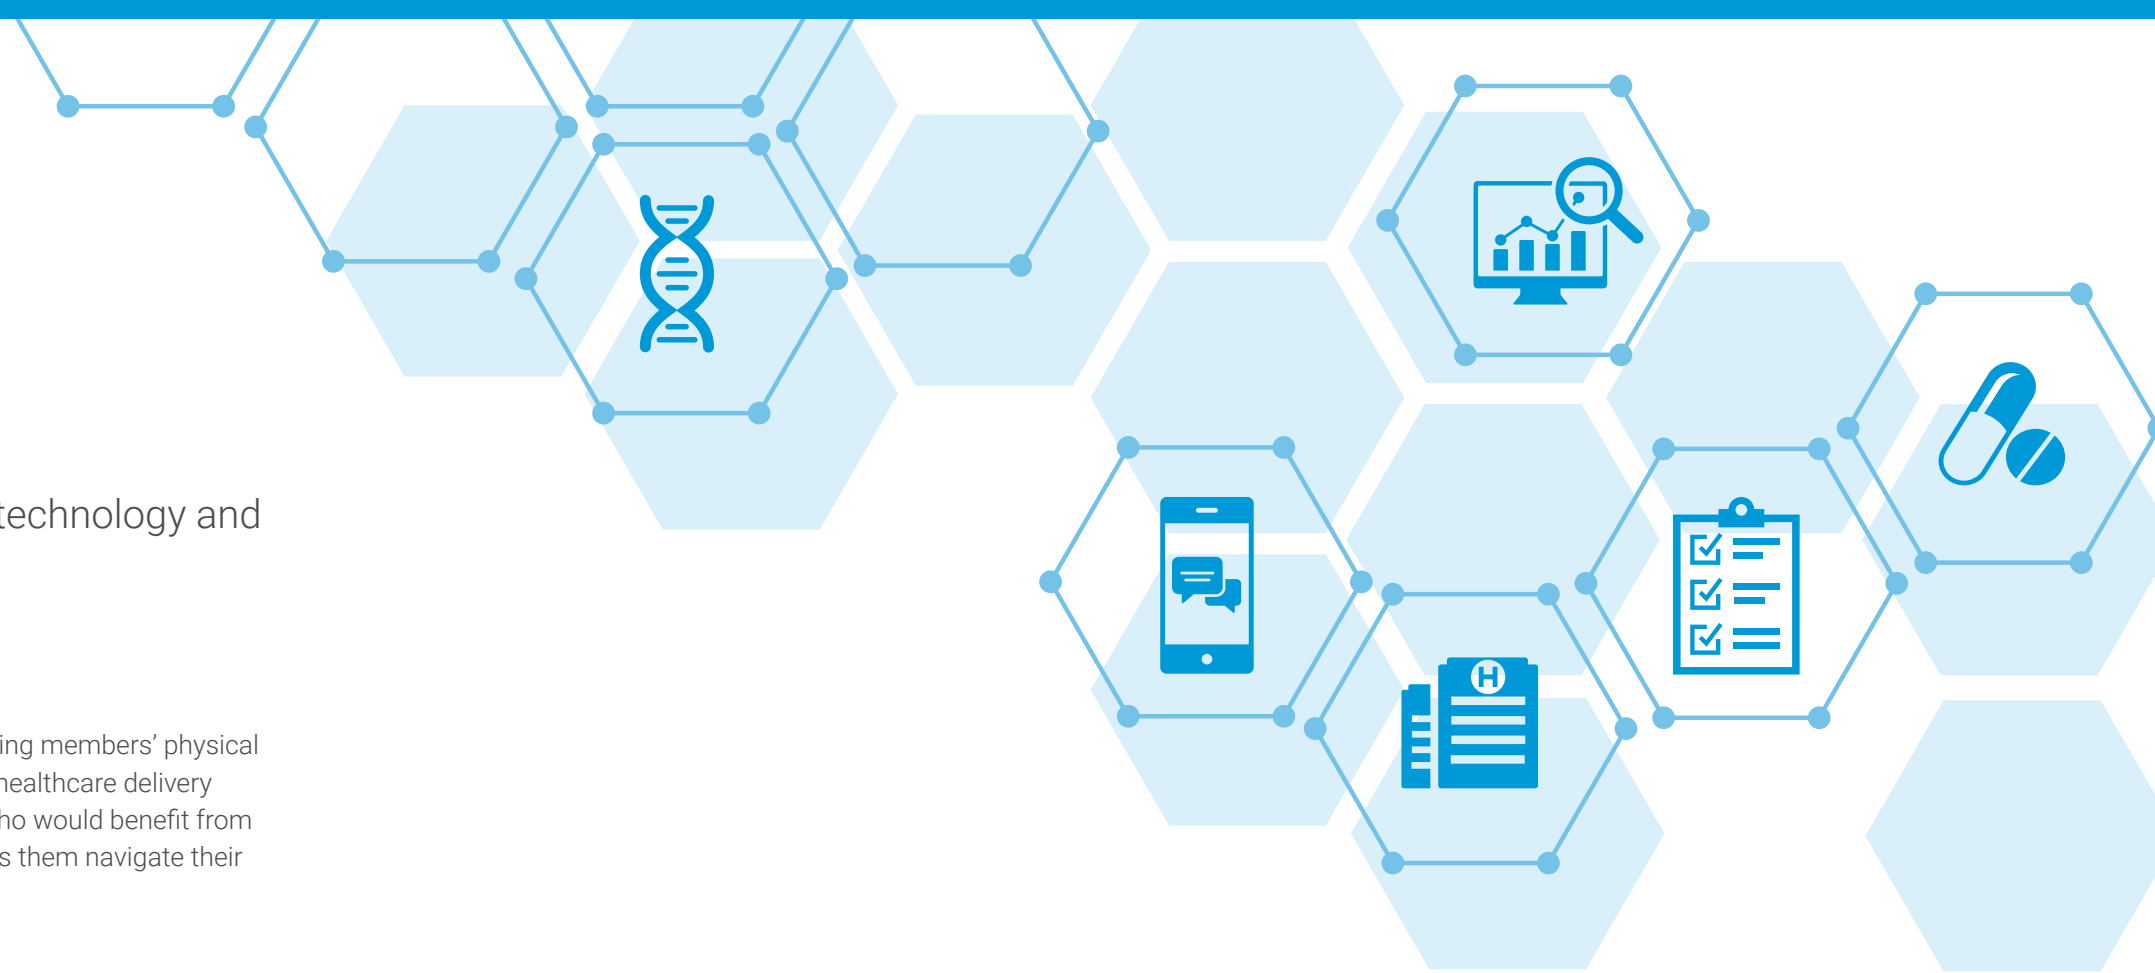 technology and
ing members’ physical
healthcare delivery
ho would benefit from
s them navigate their
H